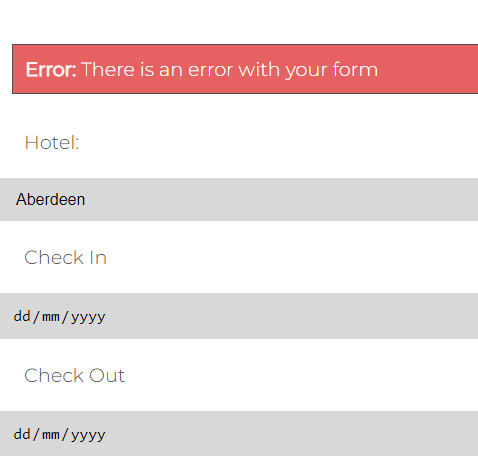 Error: There is an error with your form
Hotel:
Aberdeen
Check In
dd/mm/yyyy
Check Out
dd/mm/yyyy